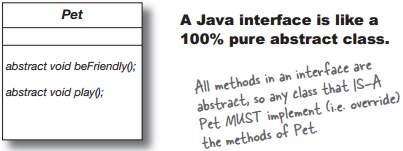 Pet
abstract void beFriendly();
abstract void play();
A Java interface is like a
100% pure abstract class.
All methods in an interface are
abstract, so any class that IS-A
Pet MUST implement (i.e. override)
the methods of Pet.